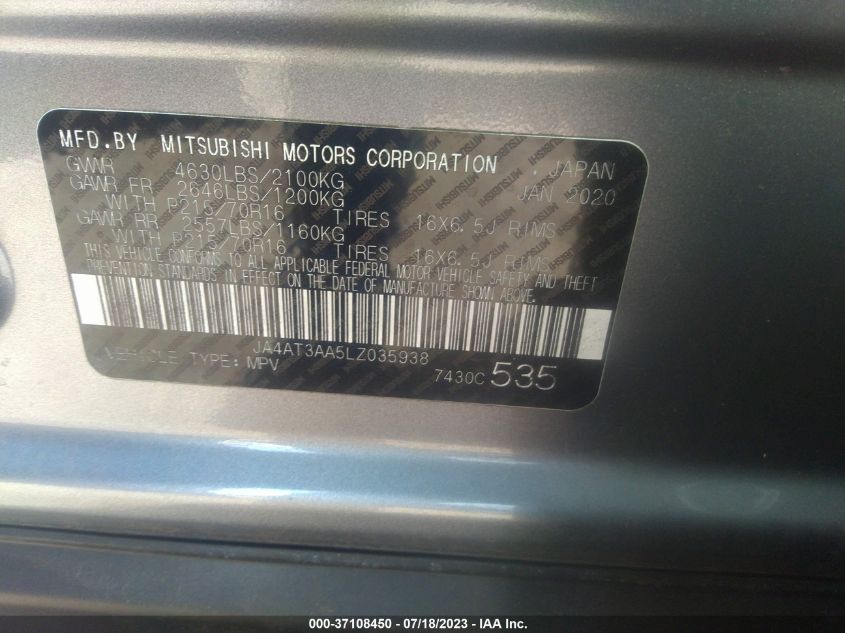 MFD.BY MITSUBISHI MOTORS CORPORATION , JAPAN
GVWR 4630LBS/2100KG JAN 2020
GAWR FR 2646LBS/1200KG
WITH P215/70R16 TIRES 16X6.5J RIMS
GAWR RR 2557LBS/1160KG
WITH P215/70R16 TIRES 16X6.5J RIMS
THIS VEHICLE CONFORMS TO ALL APPLICABLE FEDERAL MOTOR VEHICLE SAFETY AND THEFT
PREVENTION STANDARDS IN EFFECT ON THE DATE OF MANUFACTURE SHOWN ABOVE.
JA4AT3AA5LZ035938
VEHICLE TYPE: MPV
7430C 535
000-37108450 - 07/18/2023 - IAA Inc.